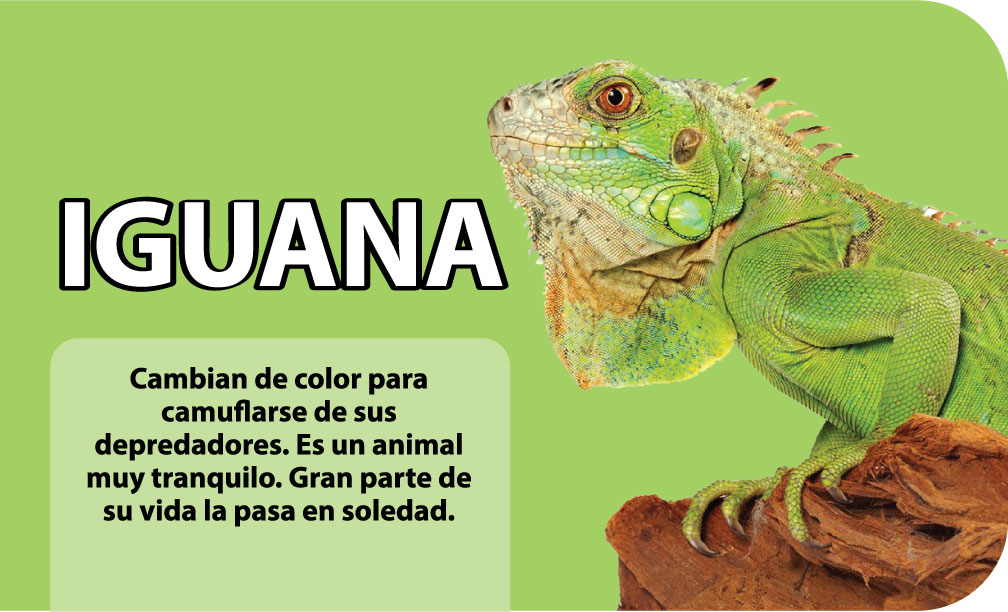 IGUANA
Cambian de color para
camuflarse de sus
depredadores. Es un animal
muy tranquilo. Gran parte de
su vida la pasa en soledad.